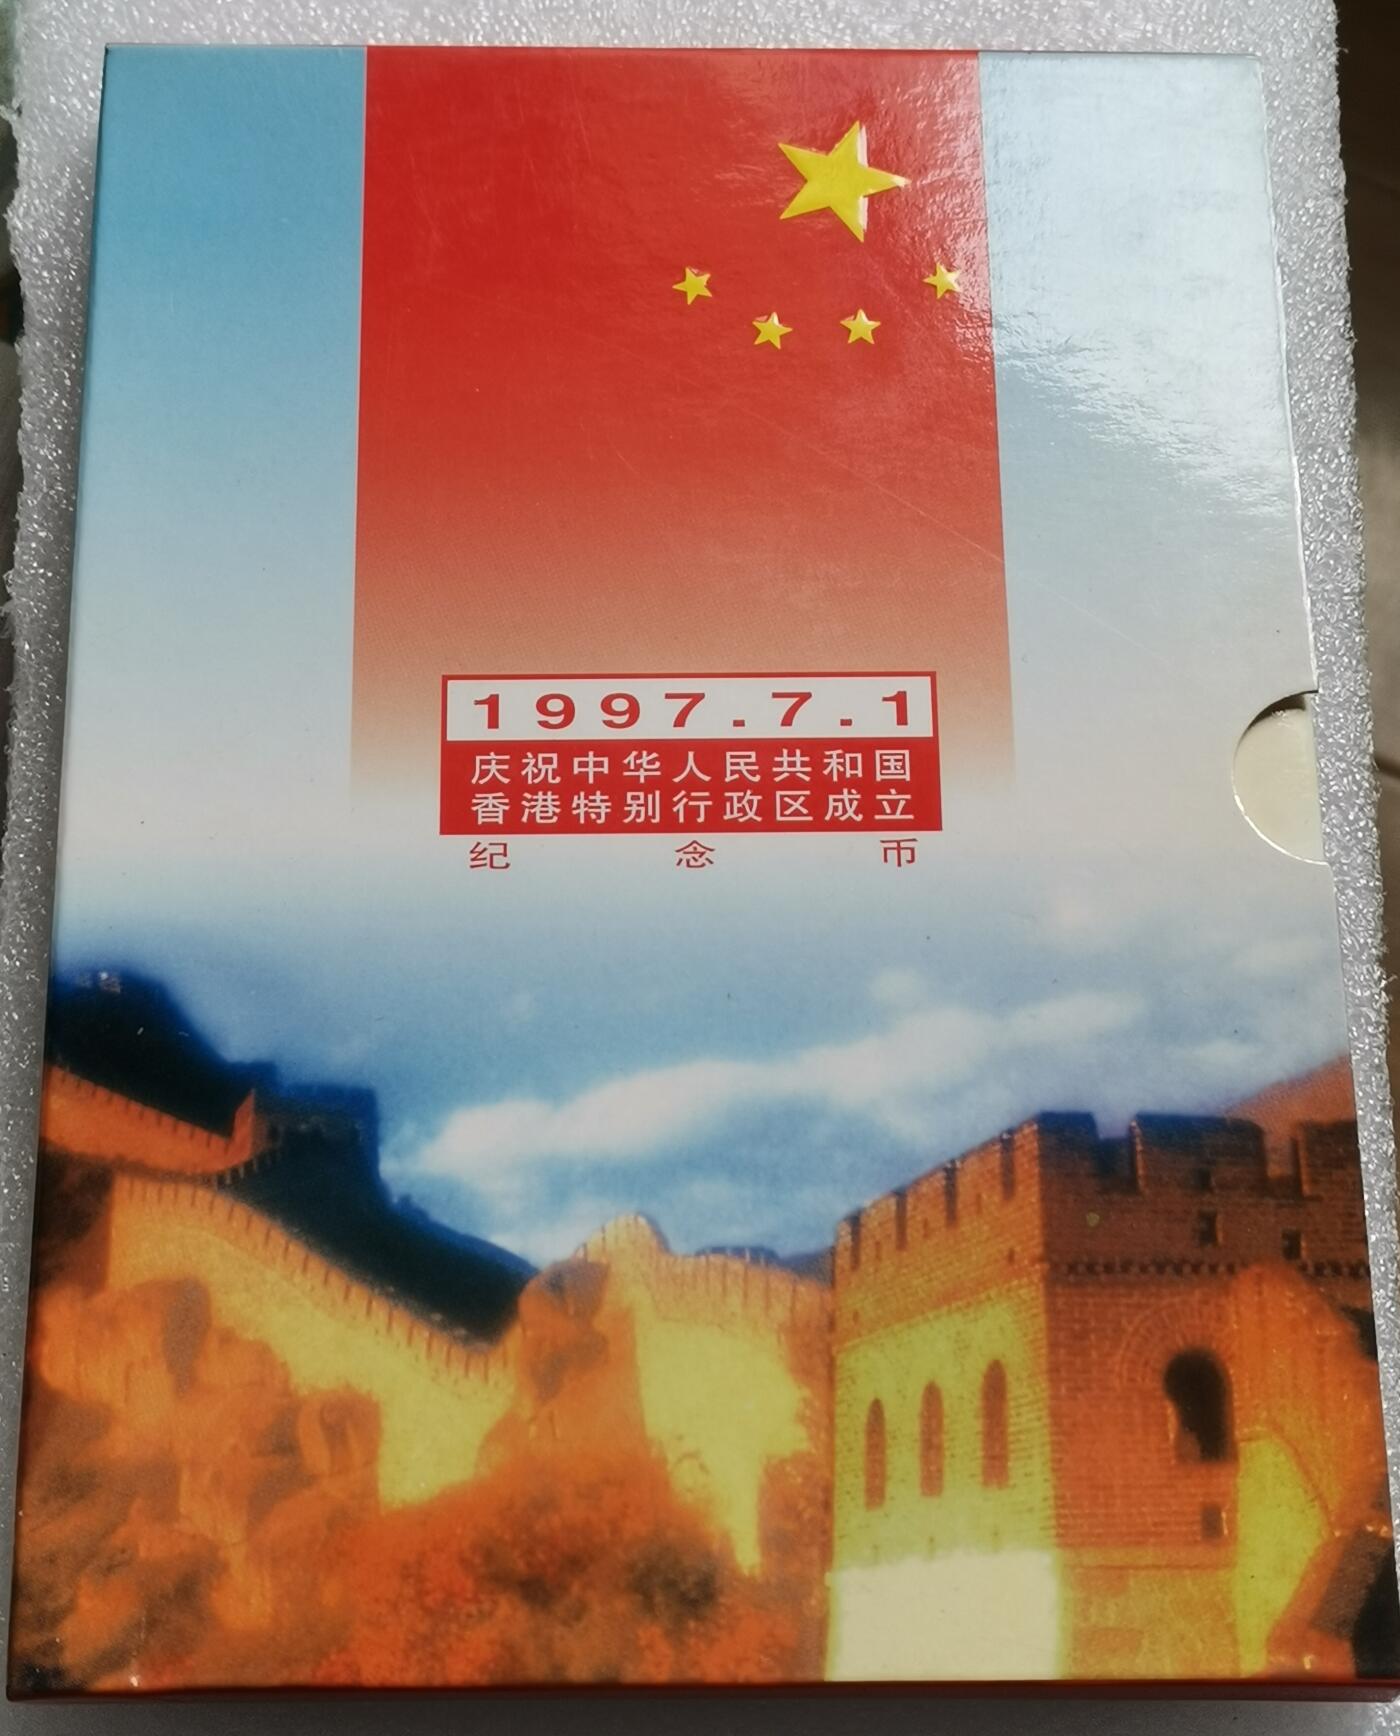 1997.7.1
庆祝中华人民共和国
香港特别行政区成立
纪念币